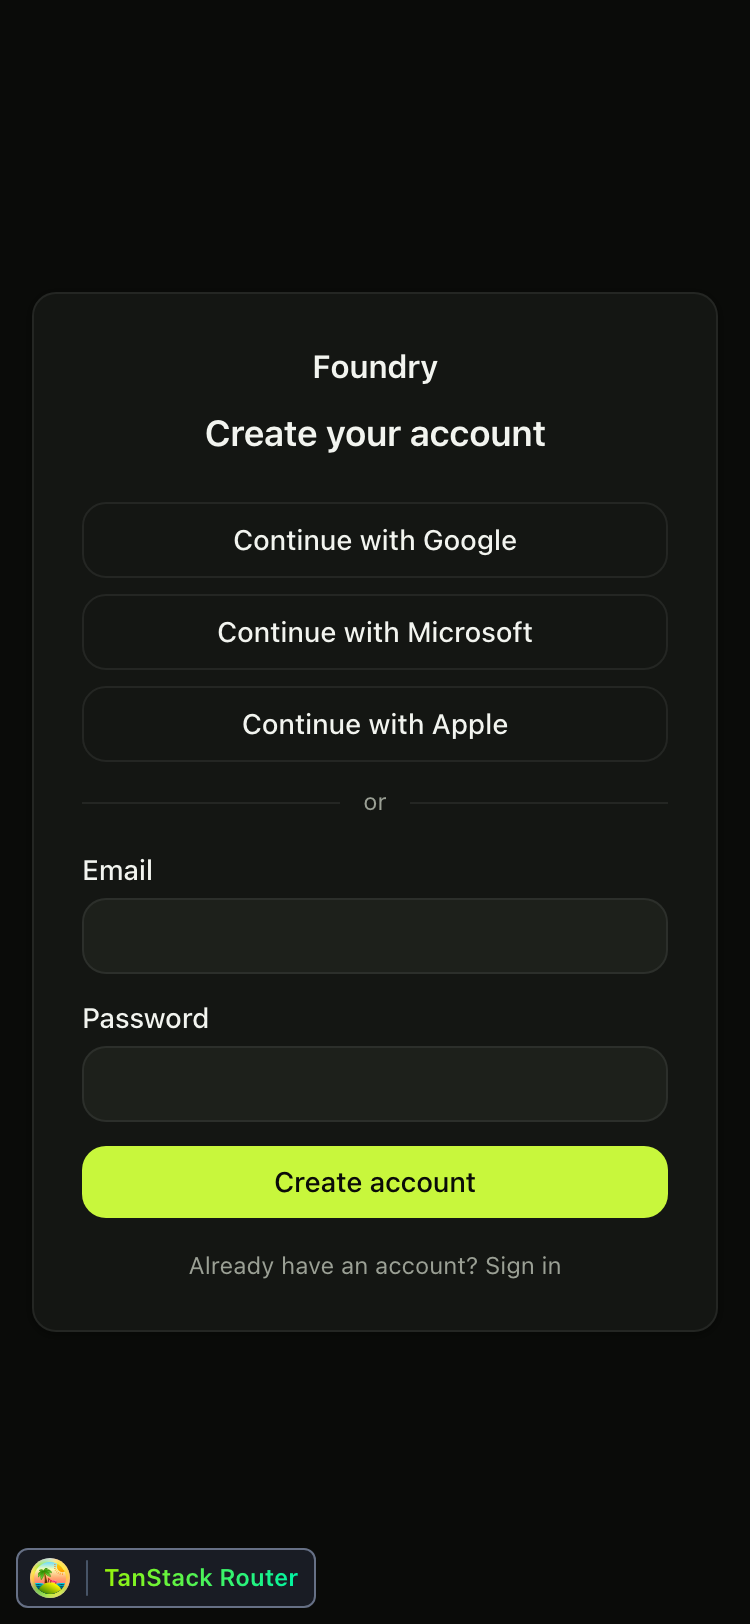 Foundry
Create your account
Continue with Google
Continue with Microsoft
Continue with Apple
or
Email
Password
Create account
Already have an account? Sign in
TanStack Router